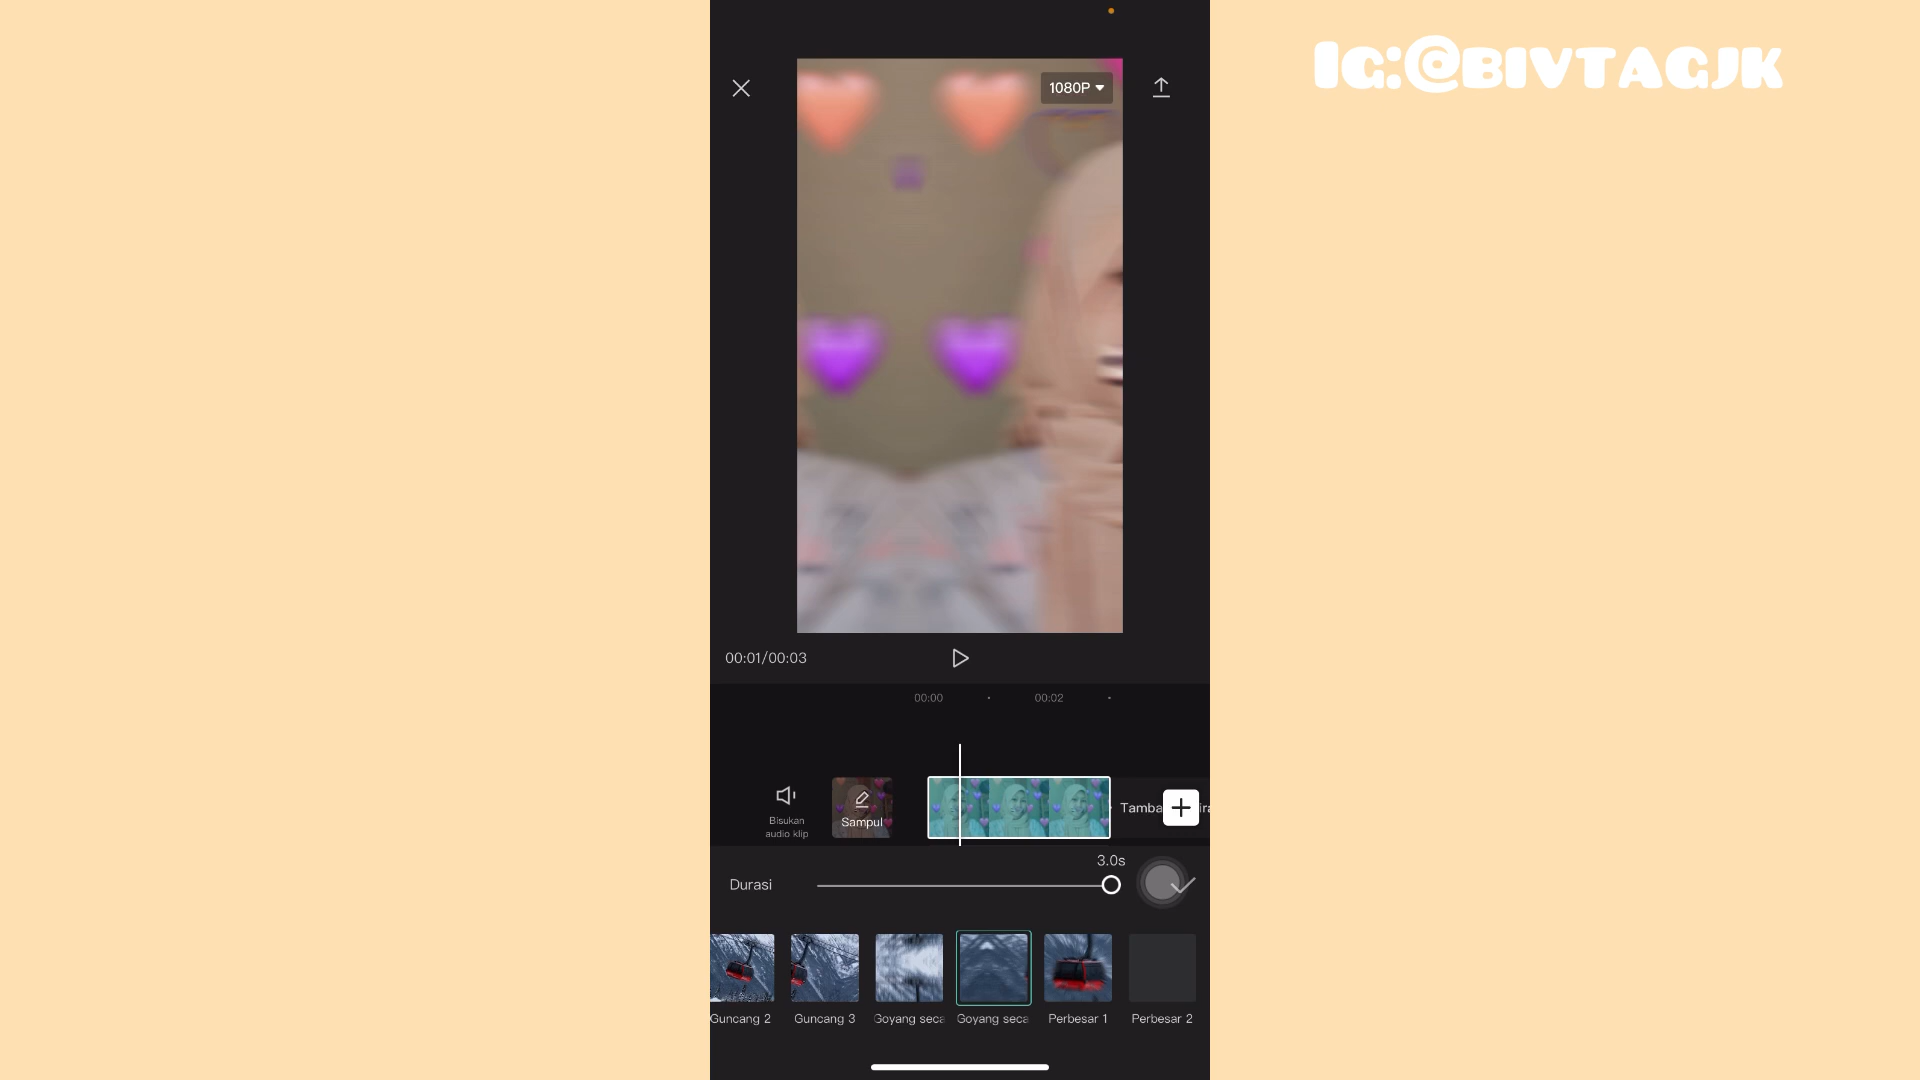 IG:@BIVTAGJK
1080P
00:01/00:03
00:00
00:02
Bisukan
audio klip
Sampul
Tamba
3.0s
Durasi
Guncang 2
Guncang 3
Goyang seca
Goyang seca
Perbesar 1
Perbesar 2